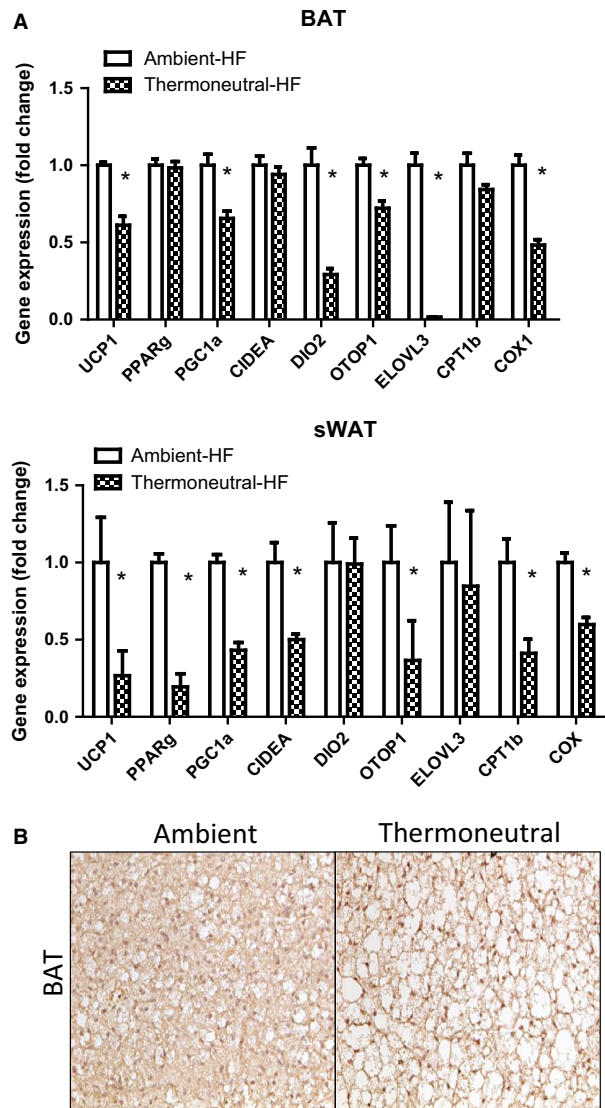 A
BAT
Ambient-HF
Thermoneutral-HF
Gene expression (fold change)
1.5
1.0
0.5
0.0
UCP1
PPARg
PGC1a
CIDEA
DIO2
OTOP1
ELOVL3
CPT1b
COX1
* * * * * *
sWAT
Ambient-HF
Thermoneutral-HF
Gene expression (fold change)
1.5
1.0
0.5
0.0
UCP1
PPARg
PGC1a
CIDEA
DIO2
OTOP1
ELOVL3
CPT1b
COX
* * * * * * *
B
Ambient
Thermoneutral
BAT